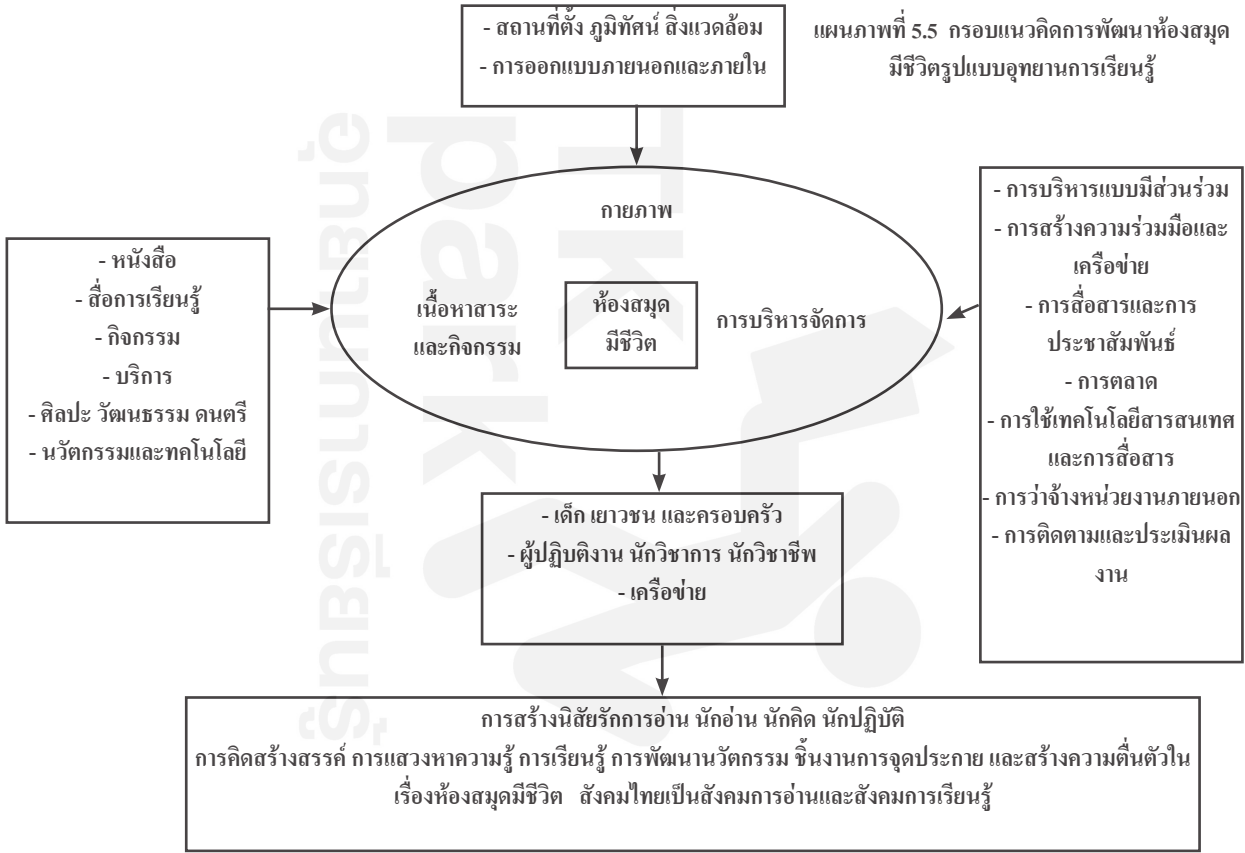 - สถานที่ตั้ง ภูมิทัศน์ สิ่งแวดล้อม
- การออกแบบภายนอกและภายใน
แผนภาพที่ 5.5 กรอบแนวคิดการพัฒนาห้องสมุด
มีชีวิตรูปแบบอุทยานการเรียนรู้
กายภาพ
เนื้อหาสาระ
และกิจกรรม
ห้องสมุด
มีชีวิต
การบริหารจัดการ
- หนังสือ
- สื่อการเรียนรู้
- กิจกรรม
- บริการ
- ศิลปะ วัฒนธรรม ดนตรี
- นวัตกรรมและทคโนโลยี
- การบริหารแบบมีส่วนร่วม
- การสร้างความร่วมมือและ
เครือข่าย
- การสื่อสารและการ
ประชาสัมพันธ์
- การตลาด
- การใช้เทคโนโลยีสารสนเทศ
และการสื่อสาร
- การว่าจ้างหน่วยงานภายนอก
- การติดตามและประเมินผล
งาน
- เด็ก เยาวชน และครอบครัว
- ผู้ปฏิบติงาน นักวิชาการ นักวิชาชีพ
- เครือข่าย
การสร้างนิสัยรักการอ่าน นักอ่าน นักคิด นักปฏิบัติ
การคิดสร้างสรรค์ การแสวงหาความรู้ การเรียนรู้ การพัฒนานวัตกรรม ชิ้นงานการจุดประกาย และสร้างความตื่นตัวใน
เรื่องห้องสมุดมีชีวิต สังคมไทยเป็นสังคมการอ่านและสังคมการเรียนรู้
TK
park
อุทยานการเรียนรู้